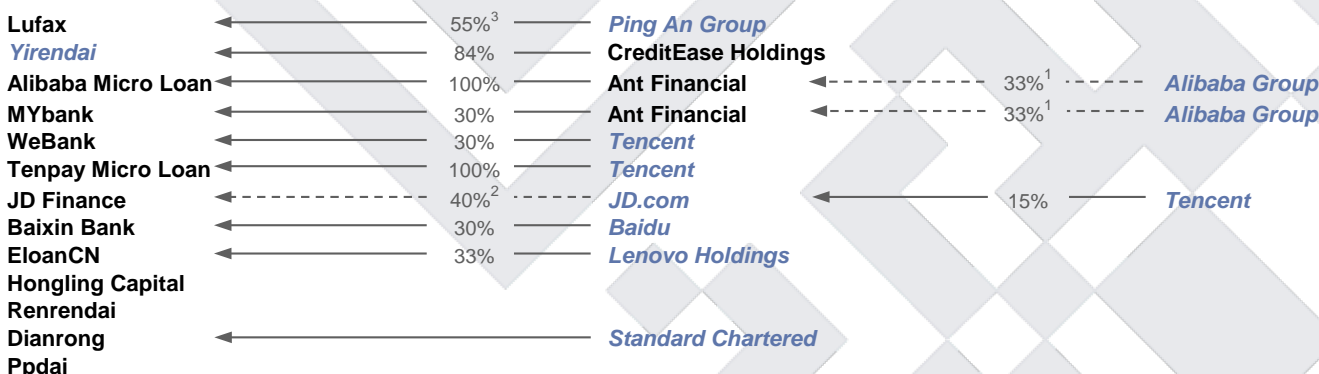 Lufax 55%3 Ping An Group
Yirendai 84% CreditEase Holdings
Alibaba Micro Loan 100% Ant Financial 33%1 Alibaba Group
MYbank 30% Ant Financial 33%1 Alibaba Group
WeBank 30% Tencent
Tenpay Micro Loan 100% Tencent
JD Finance 40%2 JD.com 15% Tencent
Baixin Bank 30% Baidu
EloanCN 33% Lenovo Holdings
Hongling Capital
Renrendai
Dianrong Standard Chartered
Ppdai